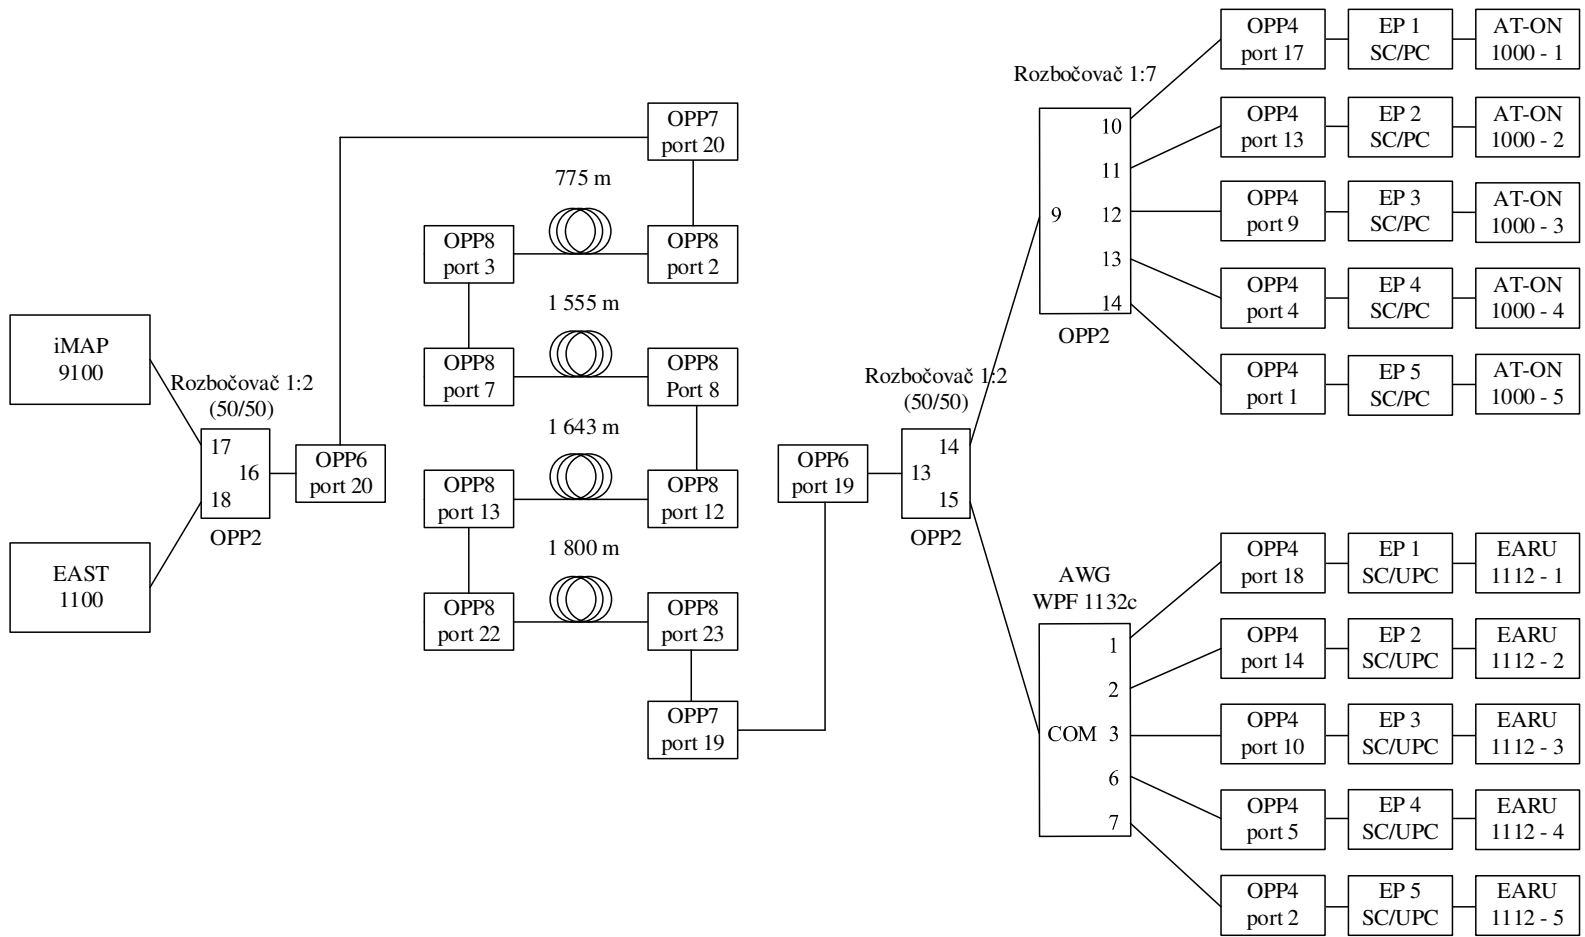 iMAP
9100
EAST
1100
Rozbočovač 1:2
(50/50)
17
16
18
OPP2
OPP6
port 20
OPP7
port 20
775 m
OPP8
port 3
OPP8
port 2
1 555 m
OPP8
port 7
OPP8
Port 8
1 643 m
OPP8
port 13
OPP8
port 12
1 800 m
OPP8
port 22
OPP8
port 23
OPP7
port 19
OPP6
port 19
Rozbočovač 1:2
(50/50)
14
13
15
OPP2
Rozbočovač 1:7
9
10
11
12
13
14
OPP2
OPP4
port 17
EP 1
SC/PC
AT-ON
1000 - 1
OPP4
port 13
EP 2
SC/PC
AT-ON
1000 - 2
OPP4
port 9
EP 3
SC/PC
AT-ON
1000 - 3
OPP4
port 4
EP 4
SC/PC
AT-ON
1000 - 4
OPP4
port 1
EP 5
SC/PC
AT-ON
1000 - 5
AWG
WPF 1132c
1
2
COM 3
6
7
OPP4
port 18
EP 1
SC/UPC
EARU
1112 - 1
OPP4
port 14
EP 2
SC/UPC
EARU
1112 - 2
OPP4
port 10
EP 3
SC/UPC
EARU
1112 - 3
OPP4
port 5
EP 4
SC/UPC
EARU
1112 - 4
OPP4
port 2
EP 5
SC/UPC
EARU
1112 - 5